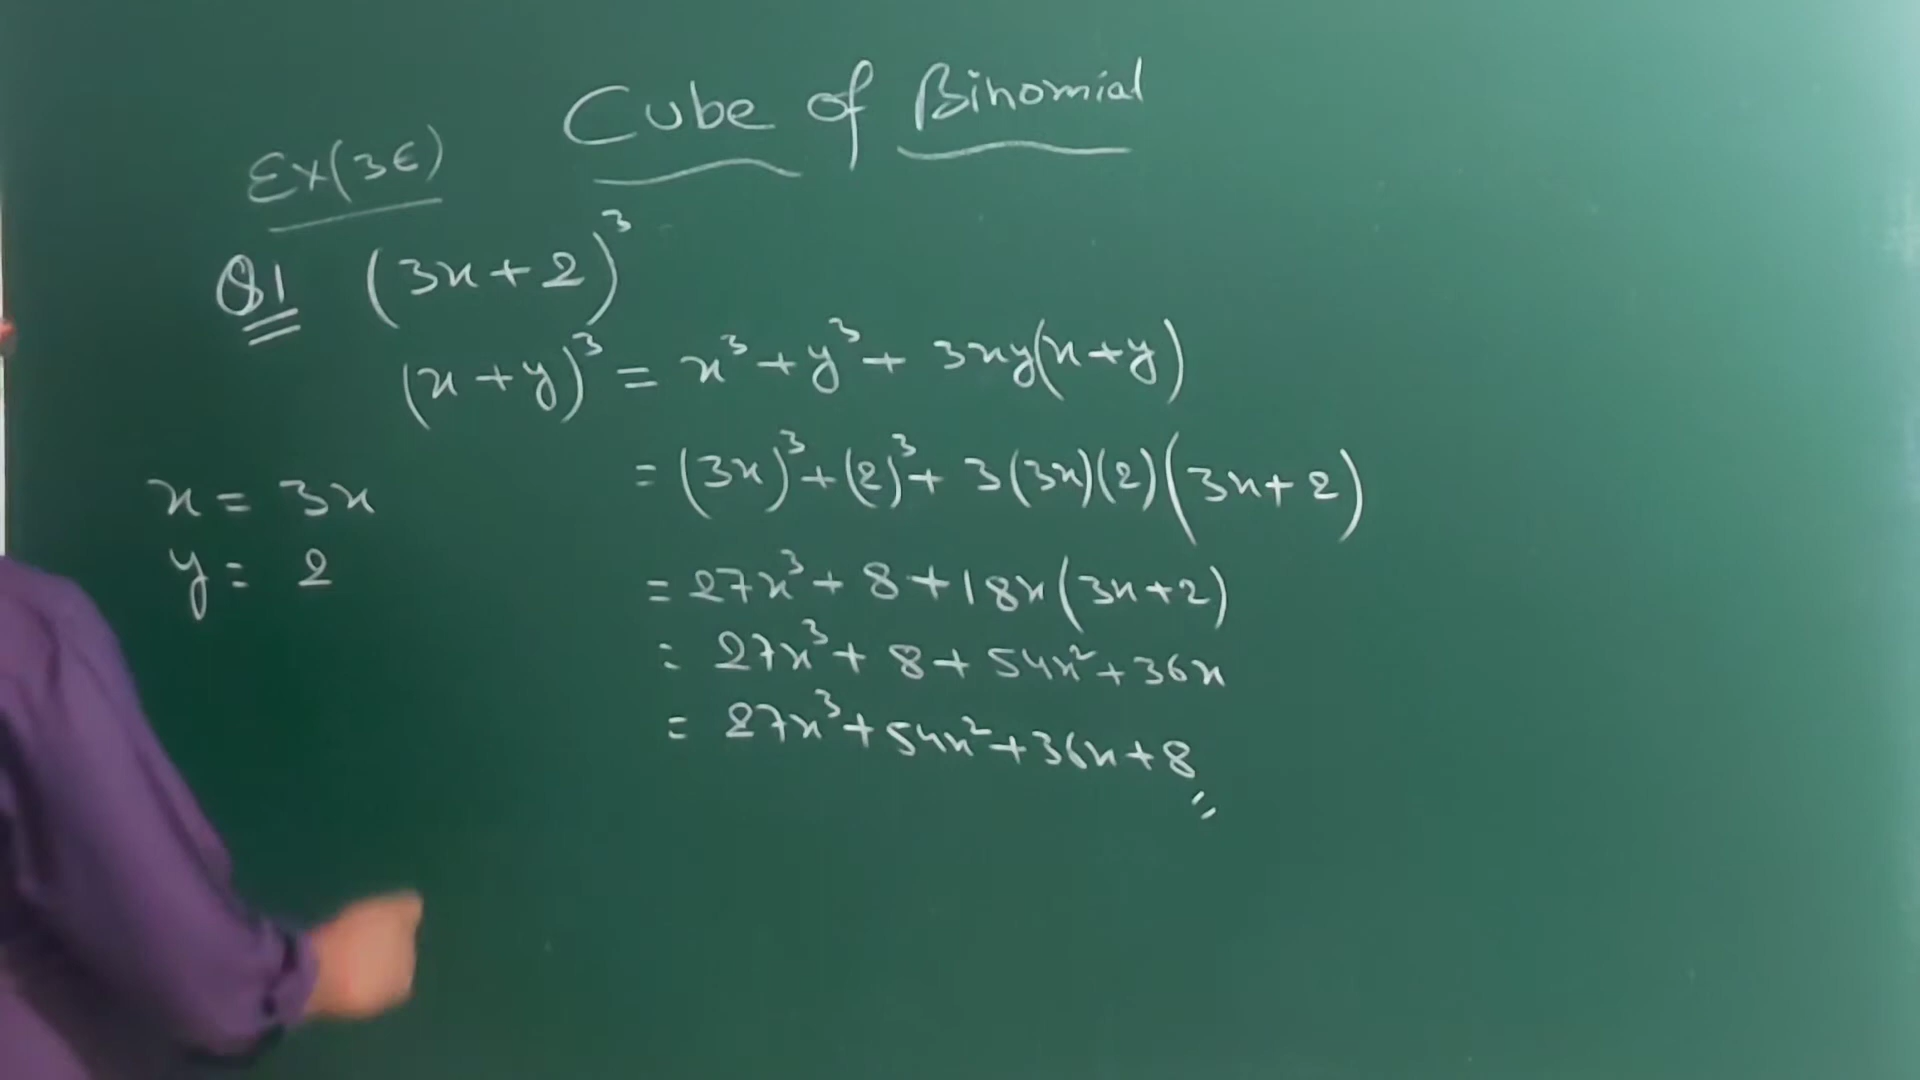 Cube of Binomial
Ex(3E)
Q1 (3x+2)³
(x+y)³ = x³+y³+ 3xy(x+y)
= (3x)³+(2)³+ 3(3x)(2)(3x+2)
x = 3x
y = 2
= 27x³+ 8+18x(3x+2)
= 27x³+ 8+ 54x²+36x
= 27x³+54x²+36x+8